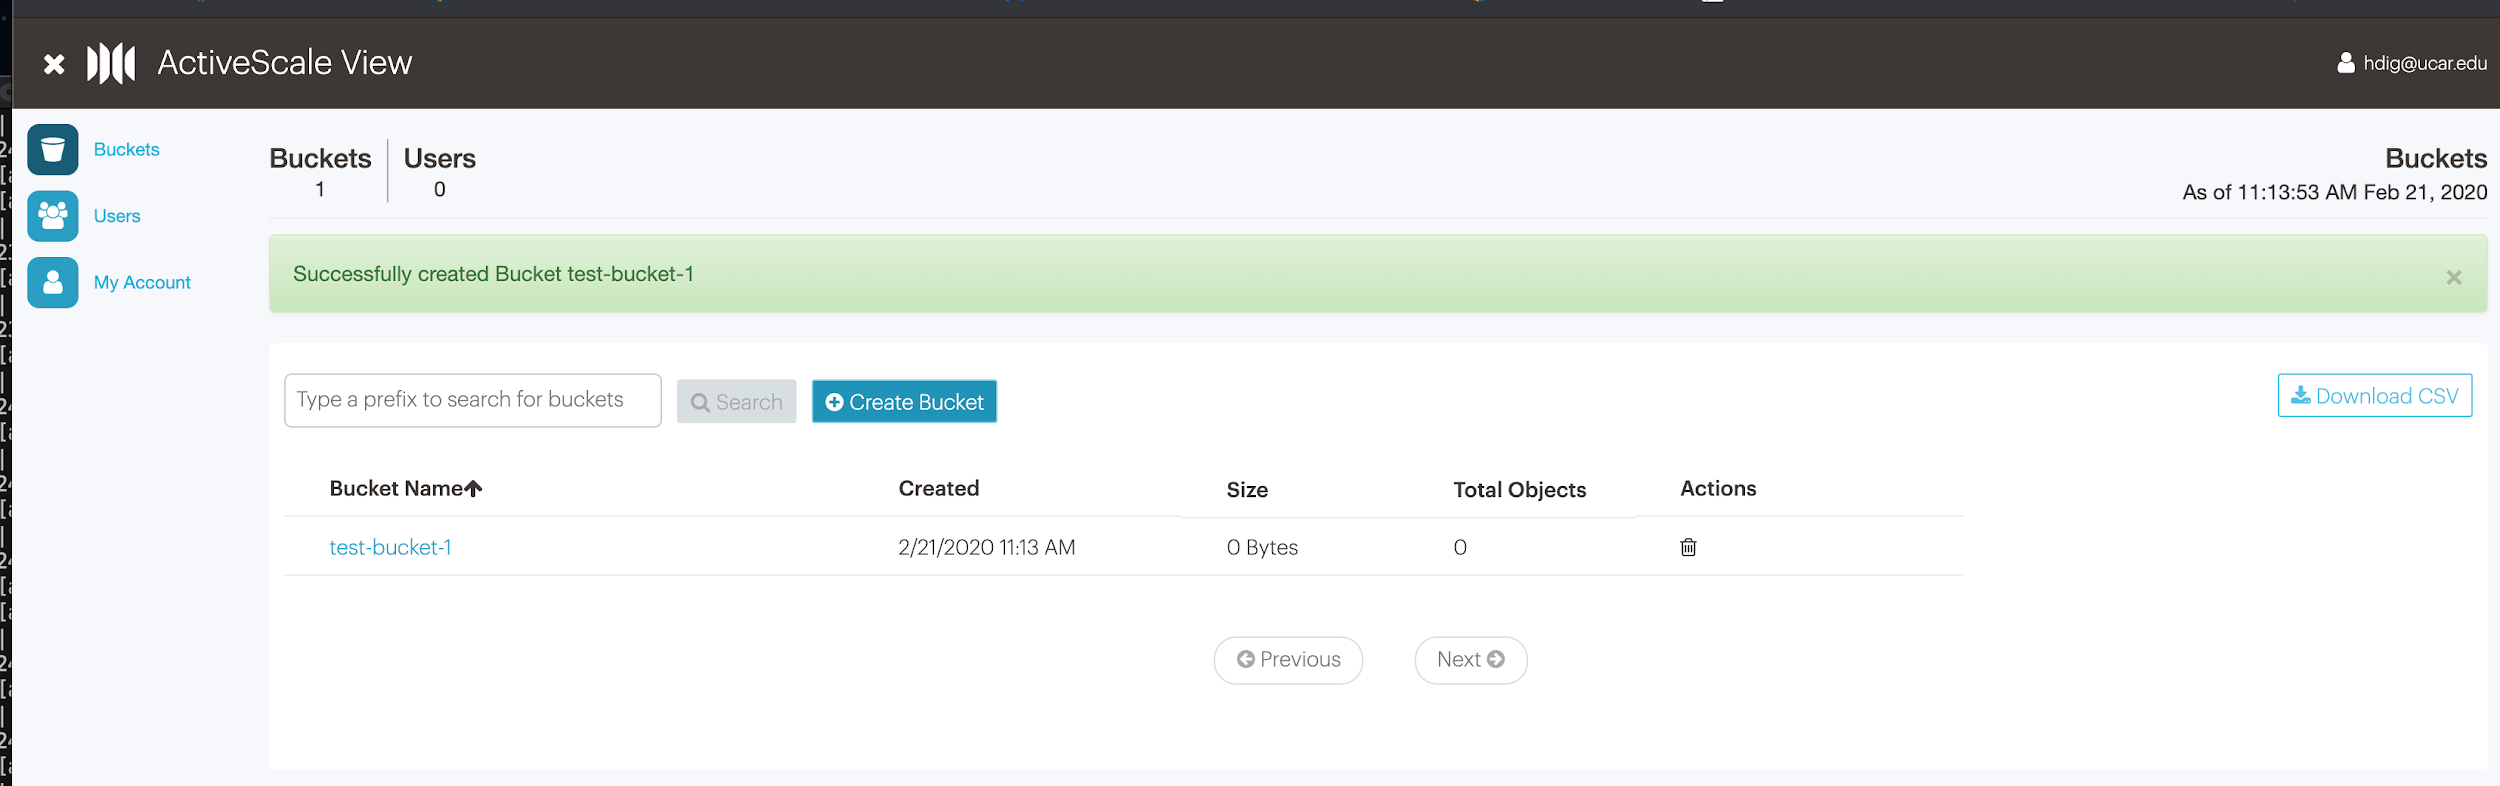 ActiveScale View
hdig@ucar.edu
Buckets
Users
My Account
Buckets
1
Users
0
Buckets
As of 11:13:53 AM Feb 21, 2020
Successfully created Bucket test-bucket-1
Type a prefix to search for buckets
Search
Create Bucket
Download CSV
Bucket Name Created Size Total Objects Actions
test-bucket-1 2/21/2020 11:13 AM 0 Bytes 0
Previous
Next